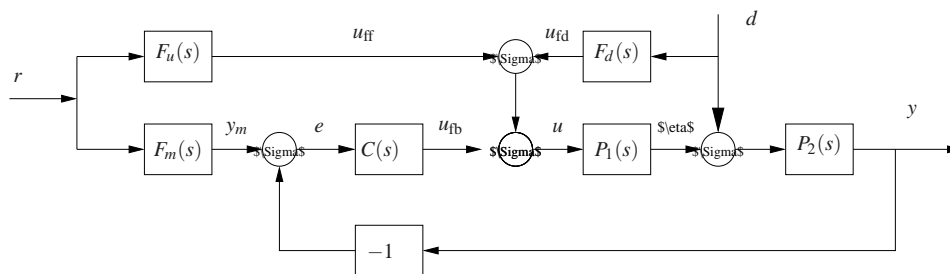 d
F_u(s)
u_ff
$\Sigma$
u_fd
F_d(s)
r
y
F_m(s)
y_m
$\Sigma$
e
C(s)
u_fb
$\Sigma$
u
P_1(s)
$\eta$
$\Sigma$
P_2(s)
−1